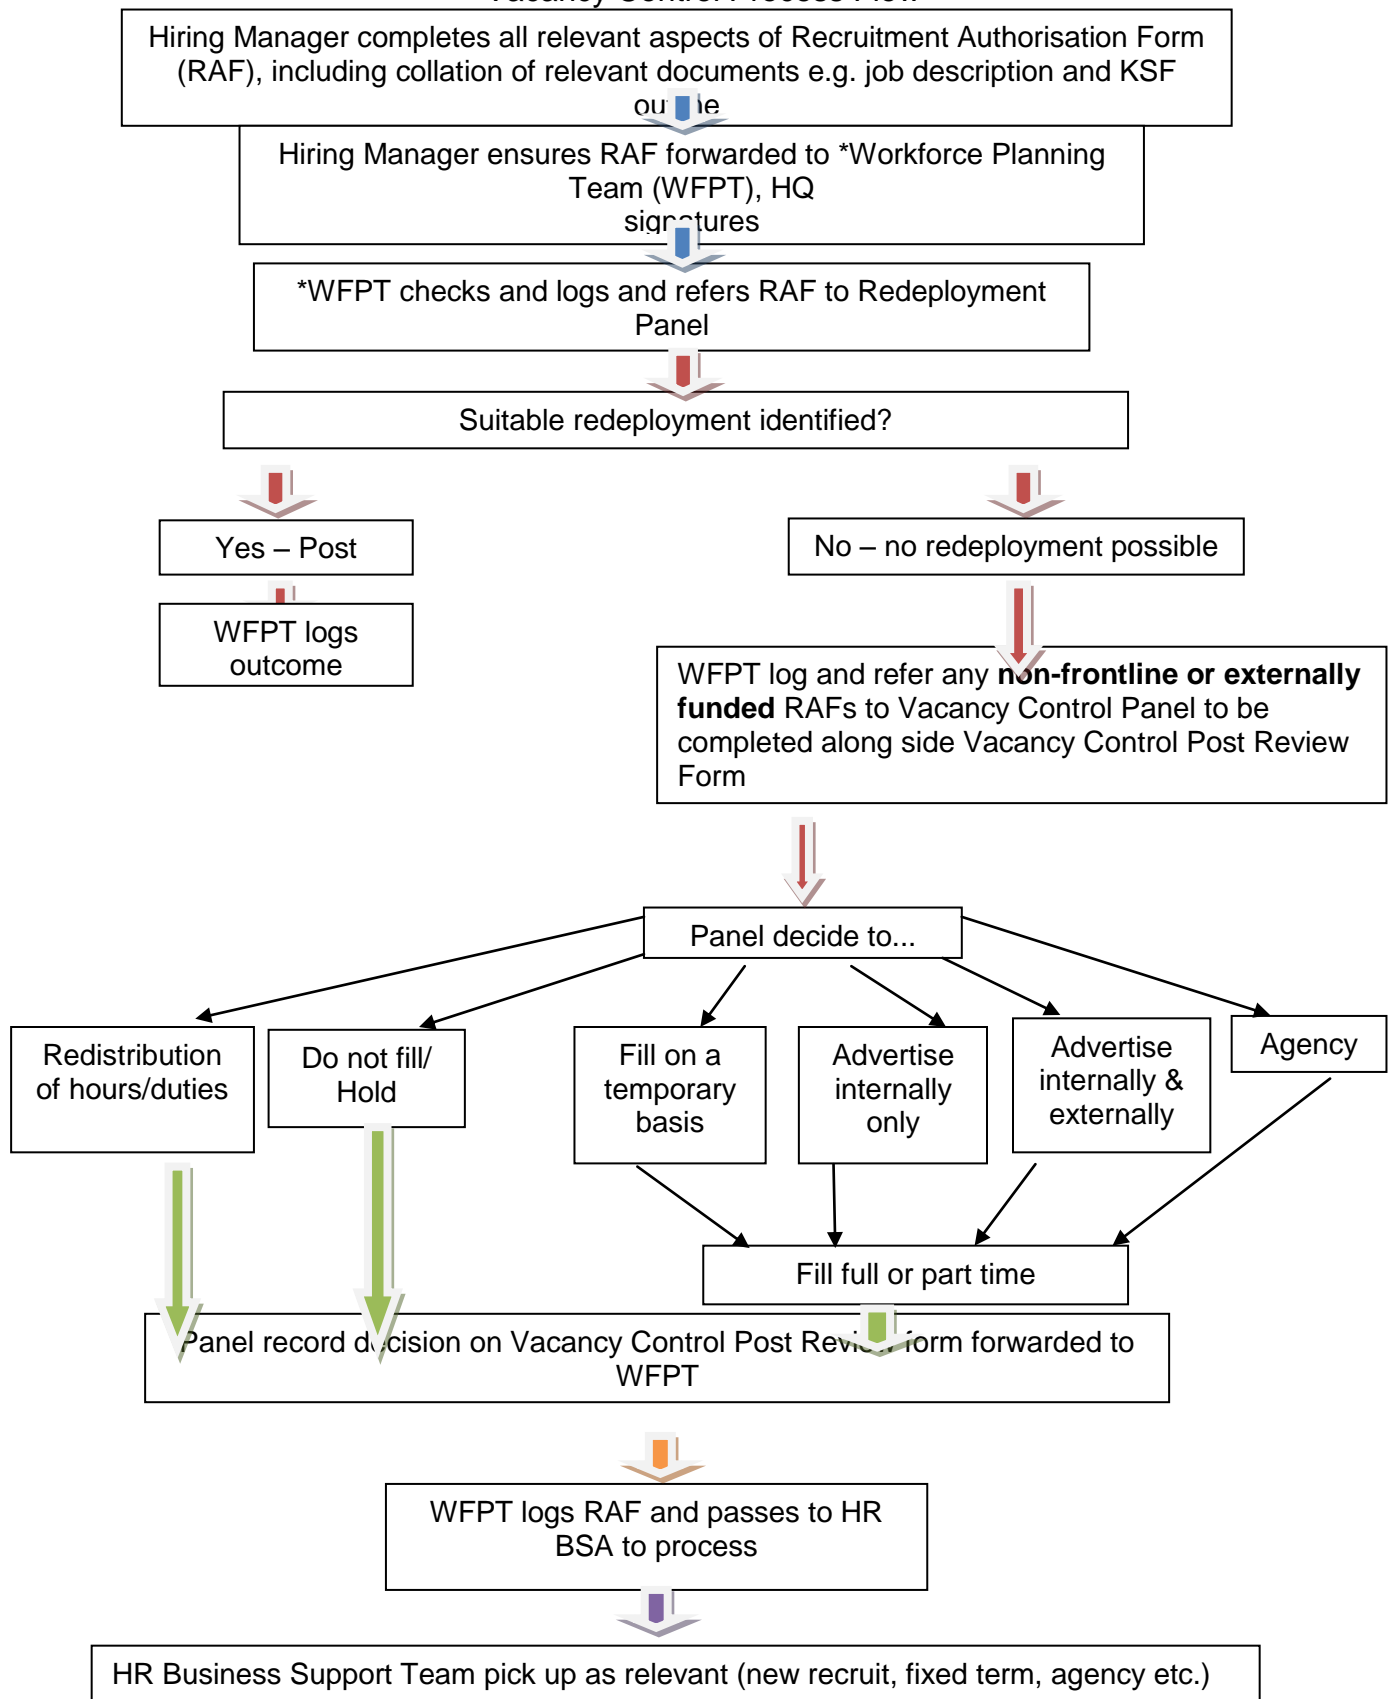 Vacancy Control Process Flow
Hiring Manager completes all relevant aspects of Recruitment Authorisation Form
(RAF), including collation of relevant documents e.g. job description and KSF
outline
Hiring Manager ensures RAF forwarded to *Workforce Planning
Team (WFPT), HQ
signatures
*WFPT checks and logs and refers RAF to Redeployment
Panel
Suitable redeployment identified?
Yes – Post
No – no redeployment possible
WFPT logs
outcome
WFPT log and refer any non-frontline or externally
funded RAFs to Vacancy Control Panel to be
completed along side Vacancy Control Post Review
Form
Panel decide to...
Redistribution
of hours/duties
Do not fill/
Hold
Fill on a
temporary
basis
Advertise
internally
only
Advertise
internally &
externally
Agency
Fill full or part time
Panel record decision on Vacancy Control Post Review form forwarded to
WFPT
WFPT logs RAF and passes to HR
BSA to process
HR Business Support Team pick up as relevant (new recruit, fixed term, agency etc.)